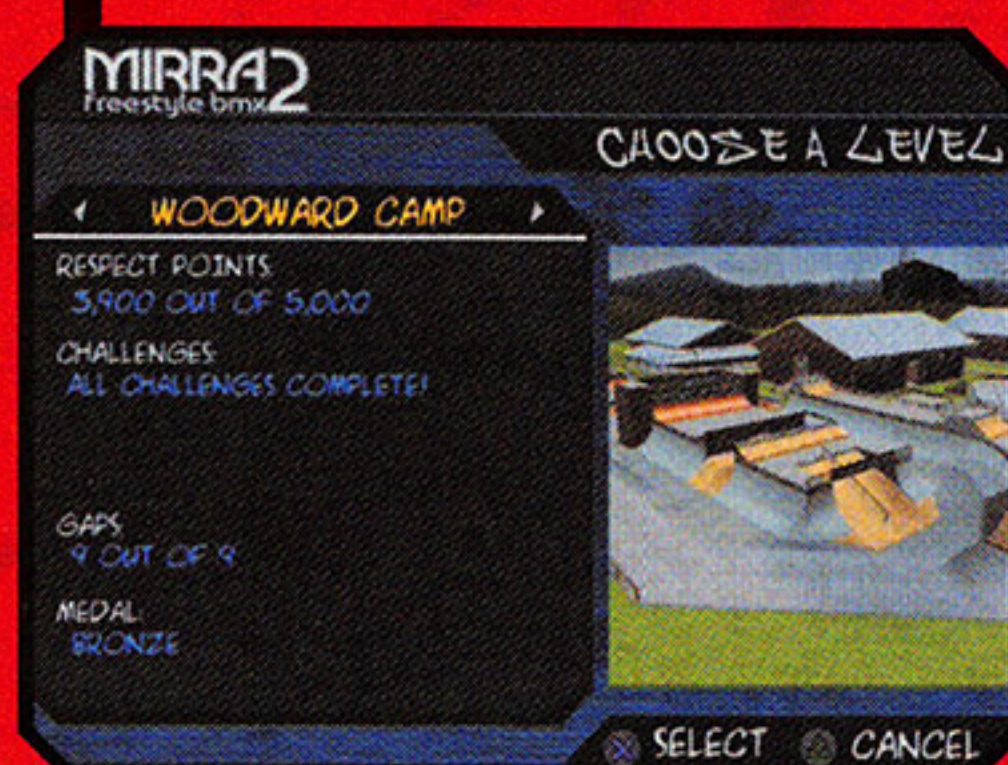 MIRRA2
Freestyle bmx
CHOOSE A LEVEL
WOODWARD CAMP
RESPECT POINTS:
3,900 OUT OF 5,000
CHALLENGES:
ALL CHALLENGES COMPLETE!
GAPS:
9 OUT OF 9
MEDAL:
BRONZE
SELECT
CANCEL